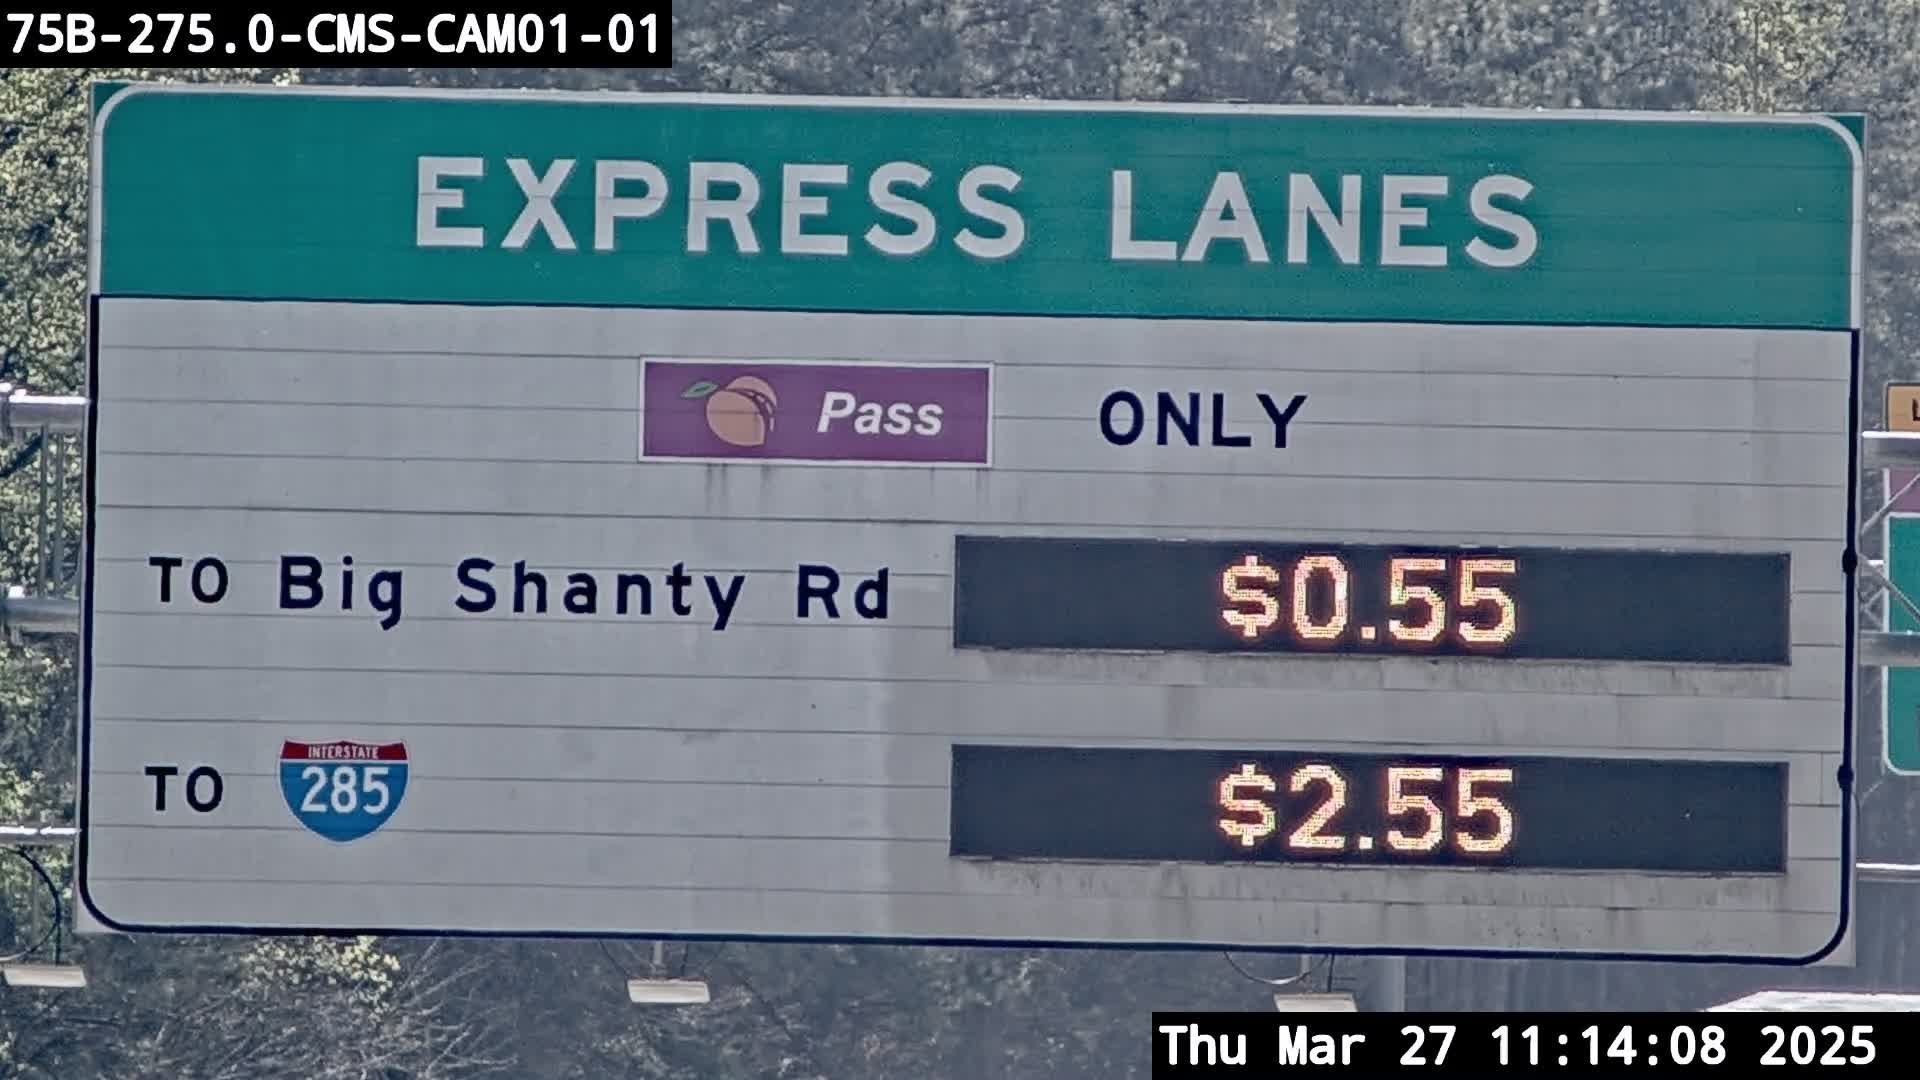 75B-275.0-CMS-CAM01-01
EXPRESS LANES
Pass ONLY
TO Big Shanty Rd $0.55
INTERSTATE
TO 285 $2.55
Thu Mar 27 11:14:08 2025